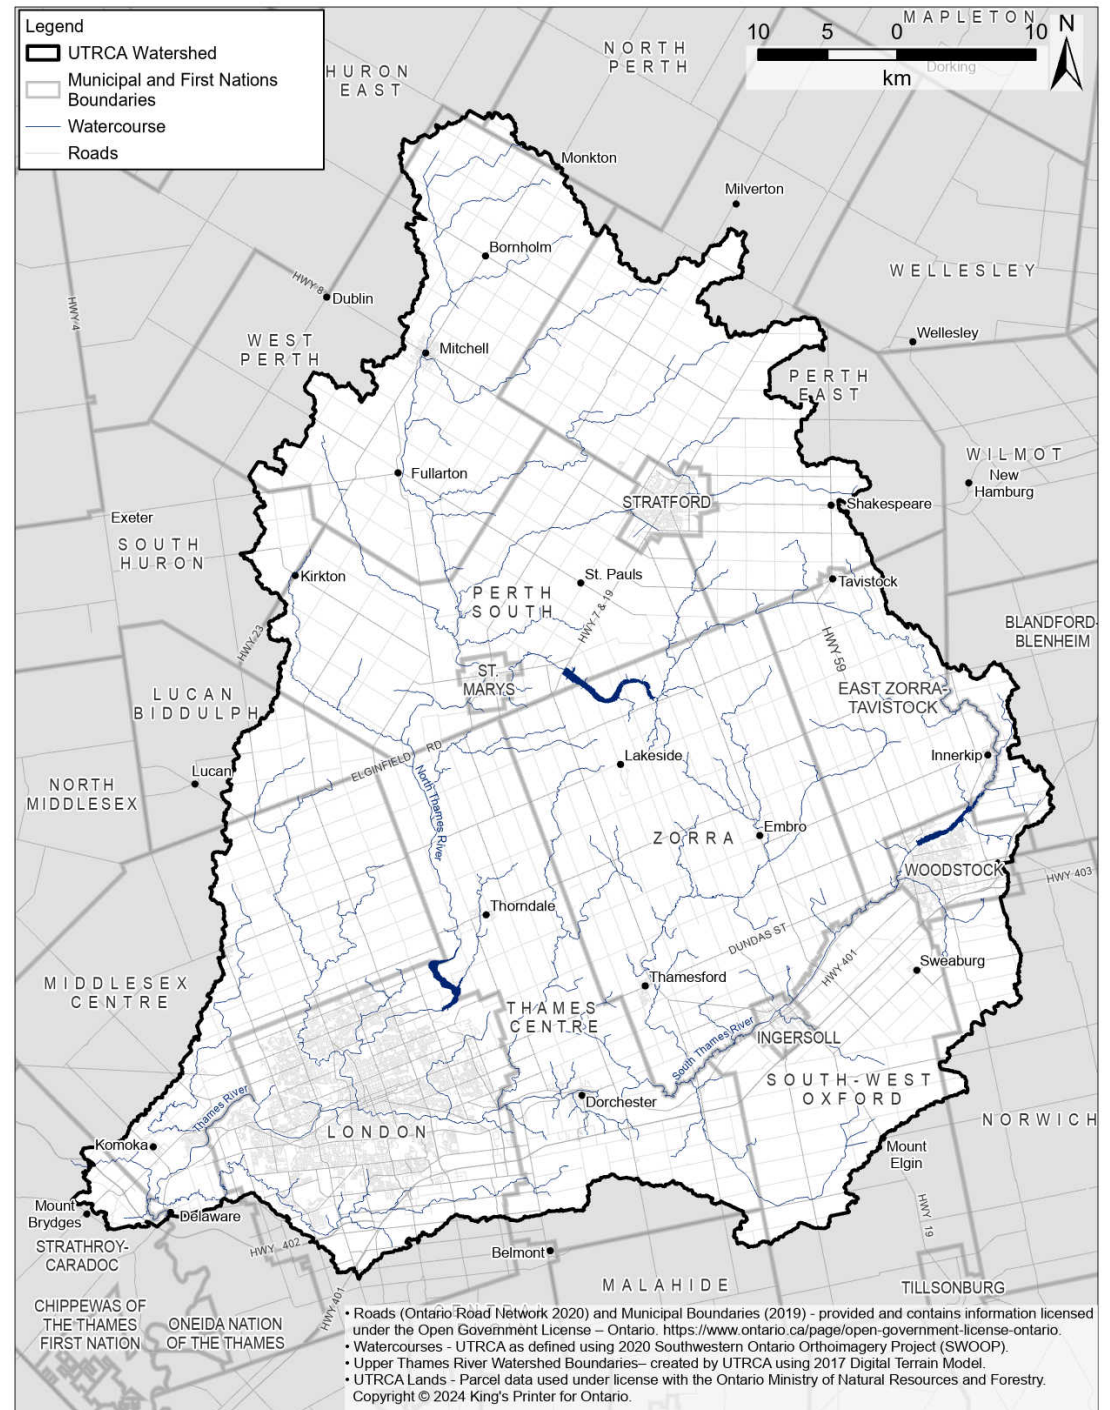 Legend
UTRCA Watershed
Municipal and First Nations
Boundaries
Watercourse
Roads
10 5 0 10
km
N
MAPLETON
Dorking
NORTH
PERTH
HURON
EAST
Monkton
Milverton
Bornholm
WELLESLEY
HWY 8
Dublin
HWY 4
WEST
PERTH
Mitchell
Wellesley
PERTH
EAST
WILMOT
New
Hamburg
Fullarton
STRATFORD
Shakespeare
Exeter
SOUTH
HURON
Kirkton
St. Pauls
Tavistock
PERTH
SOUTH
HWY 7 & 19
HWY 23
HWY 59
BLANDFORD-
BLENHEIM
ST.
MARYS
EAST ZORRA-
TAVISTOCK
LUCAN
BIDDULPH
ELGINFIELD RD
Lakeside
Innerkip
Lucan
NORTH
MIDDLESEX
North Thames River
ZORRA
Embro
WOODSTOCK
HWY 403
Thorndale
DUNDAS ST
HWY 401
Sweaburg
MIDDLESEX
CENTRE
Thamesford
THAMES
CENTRE
INGERSOLL
South Thames River
SOUTH-WEST
OXFORD
Thames River
Dorchester
NORWICH
LONDON
Komoka
Mount
Elgin
Mount
Brydges
Delaware
HWY 19
STRATHROY-
CARADOC
HWY 402
Belmont
MALAHIDE
TILLSONBURG
HWY 401
CHIPPEWAS OF
THE THAMES
FIRST NATION
ONEIDA NATION
OF THE THAMES
• Roads (Ontario Road Network 2020) and Municipal Boundaries (2019) - provided and contains information licensed
under the Open Government License – Ontario. https://www.ontario.ca/page/open-government-license-ontario.
• Watercourses - UTRCA as defined using 2020 Southwestern Ontario Orthoimagery Project (SWOOP).
• Upper Thames River Watershed Boundaries– created by UTRCA using 2017 Digital Terrain Model.
• UTRCA Lands - Parcel data used under license with the Ontario Ministry of Natural Resources and Forestry.
Copyright © 2024 King's Printer for Ontario.